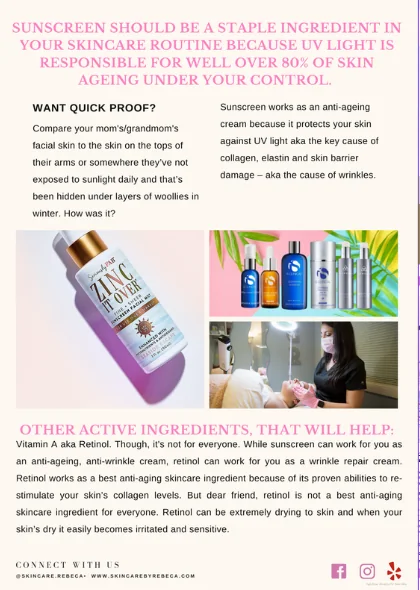 SUNSCREEN SHOULD BE A STAPLE INGREDIENT IN
YOUR SKINCARE ROUTINE BECAUSE UV LIGHT IS
RESPONSIBLE FOR WELL OVER 80% OF SKIN
AGEING UNDER YOUR CONTROL.
WANT QUICK PROOF?
Compare your mom's/grandmom's
facial skin to the skin on the tops of
their arms or somewhere they've not
exposed to sunlight daily and that's
been hidden under layers of woollies in
winter. How was it?
Sunscreen works as an anti-ageing
cream because it protects your skin
against UV light aka the key cause of
collagen, elastin and skin barrier
damage – aka the cause of wrinkles.
ZINC
IT OVER
OTHER ACTIVE INGREDIENTS, THAT WILL HELP:
Vitamin A aka Retinol. Though, it's not for everyone. While sunscreen can work for you as
an anti-ageing, anti-wrinkle cream, retinol can work for you as a wrinkle repair cream.
Retinol works as a best anti-aging skincare ingredient because of its proven abilities to re-
stimulate your skin's collagen levels. But dear friend, retinol is not a best anti-aging
skincare ingredient for everyone. Retinol can be extremely drying to skin and when your
skin's dry it easily becomes irritated and sensitive.
CONNECT WITH US
@SKINCARE.REBECA• WWW.SKINCAREBYREBECA.COM